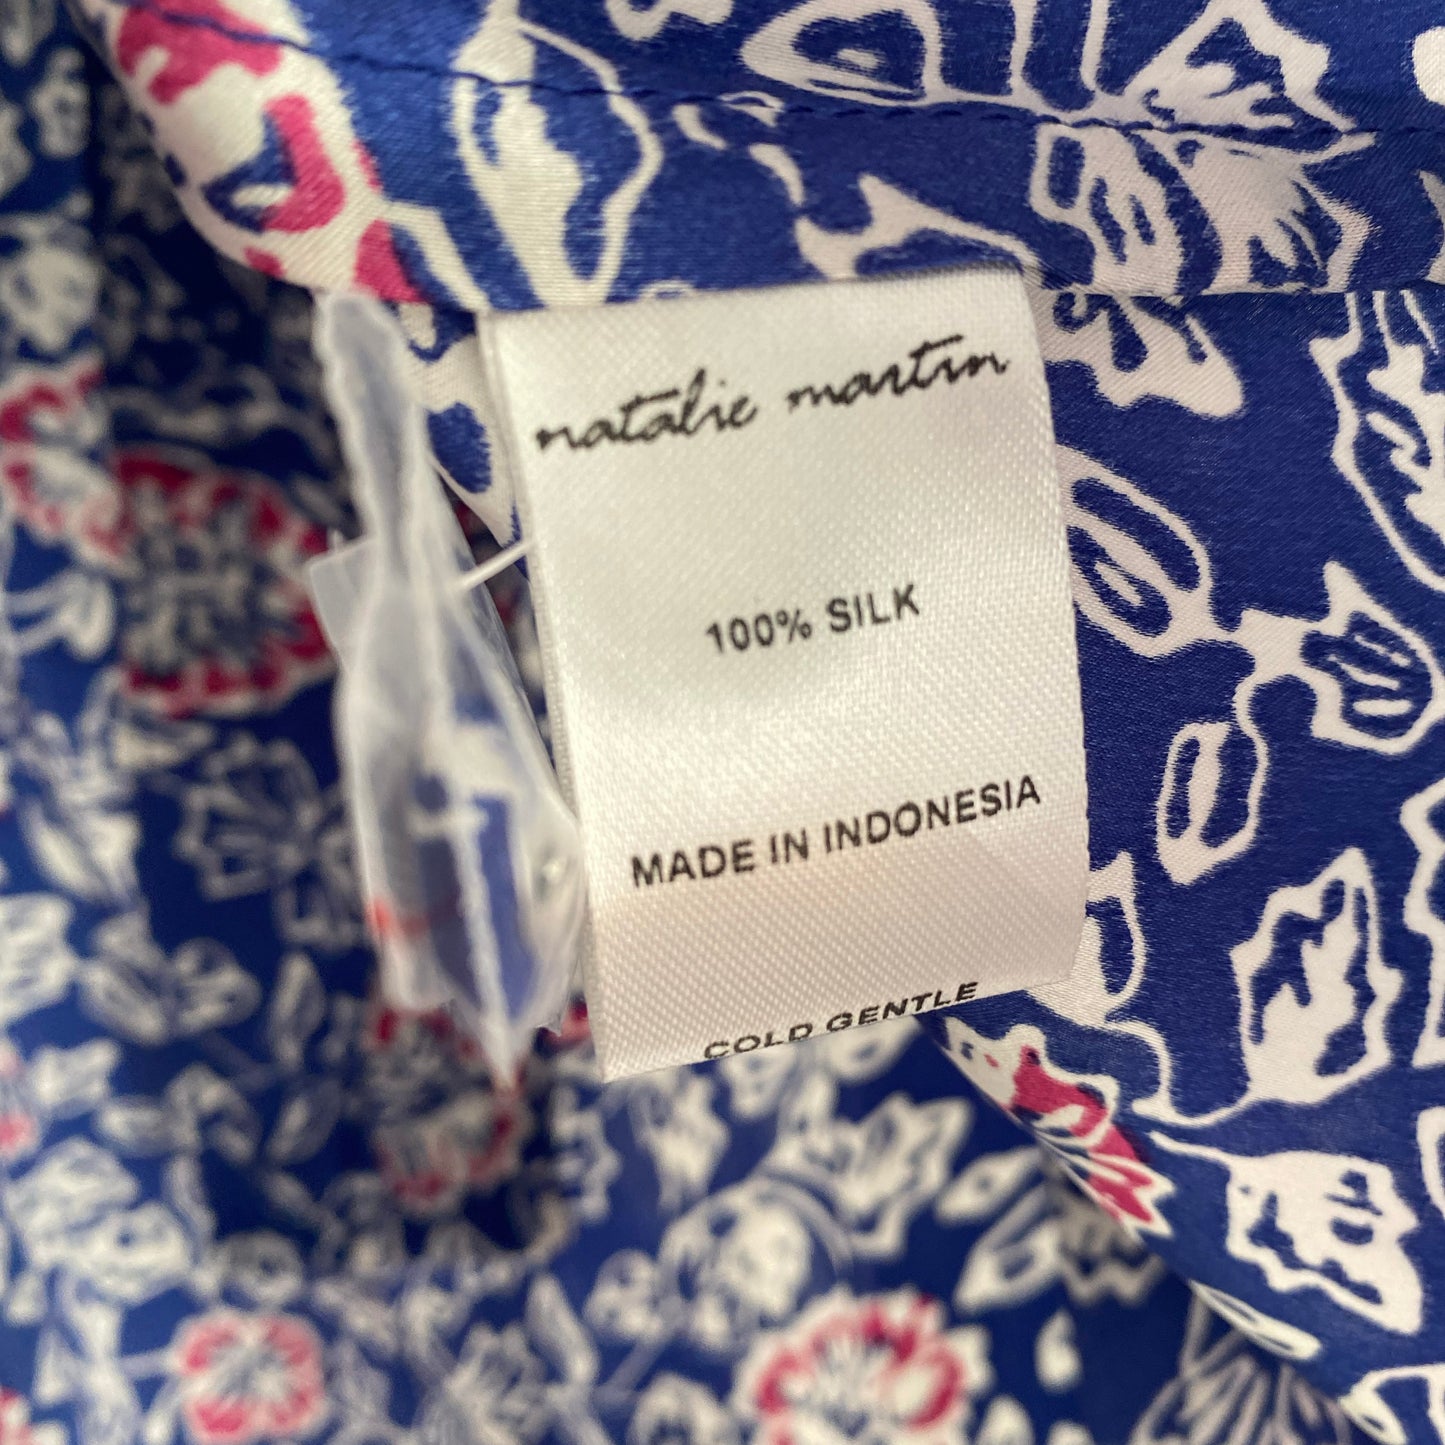 natalie martin
100% SILK
MADE IN INDONESIA
COLD GENTLE